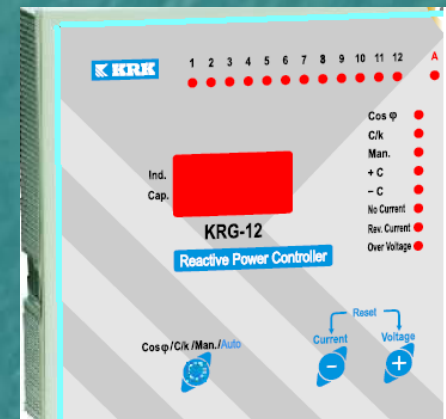 KRK
1 2 3 4 5 6 7 8 9 10 11 12 A
Cos φ
C/k
Man.
+ C
− C
No Current
Rev. Current
Over Voltage
Ind.
Cap.
KRG-12
Reactive Power Controller
Reset
Cosφ/C/k/Man./Auto
Current
Voltage
−
+